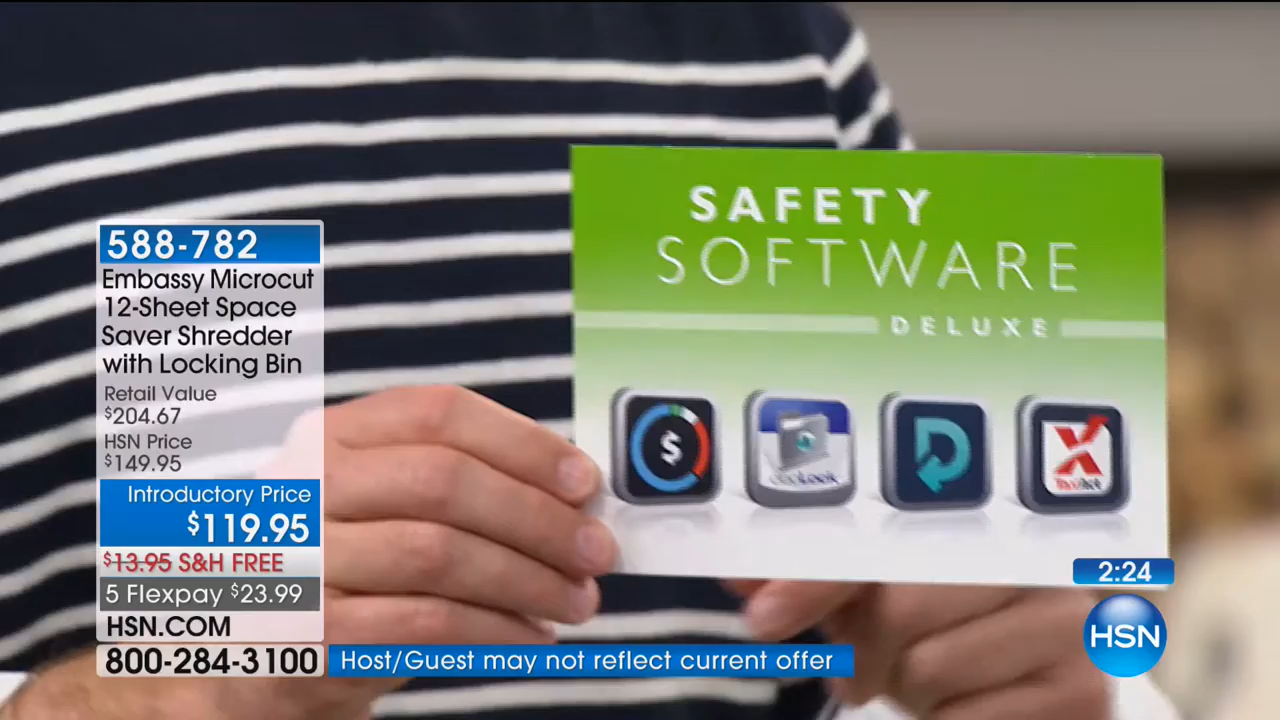 588-782
Embassy Microcut
12-Sheet Space
Saver Shredder
with Locking Bin
Retail Value
$204.67
HSN Price
$149.95
Introductory Price
$119.95
$13.95 S&H FREE
5 Flexpay $23.99
HSN.COM
800-284-3100
Host/Guest may not reflect current offer
SAFETY
SOFTWARE
DELUXE
$
2:24
HSN